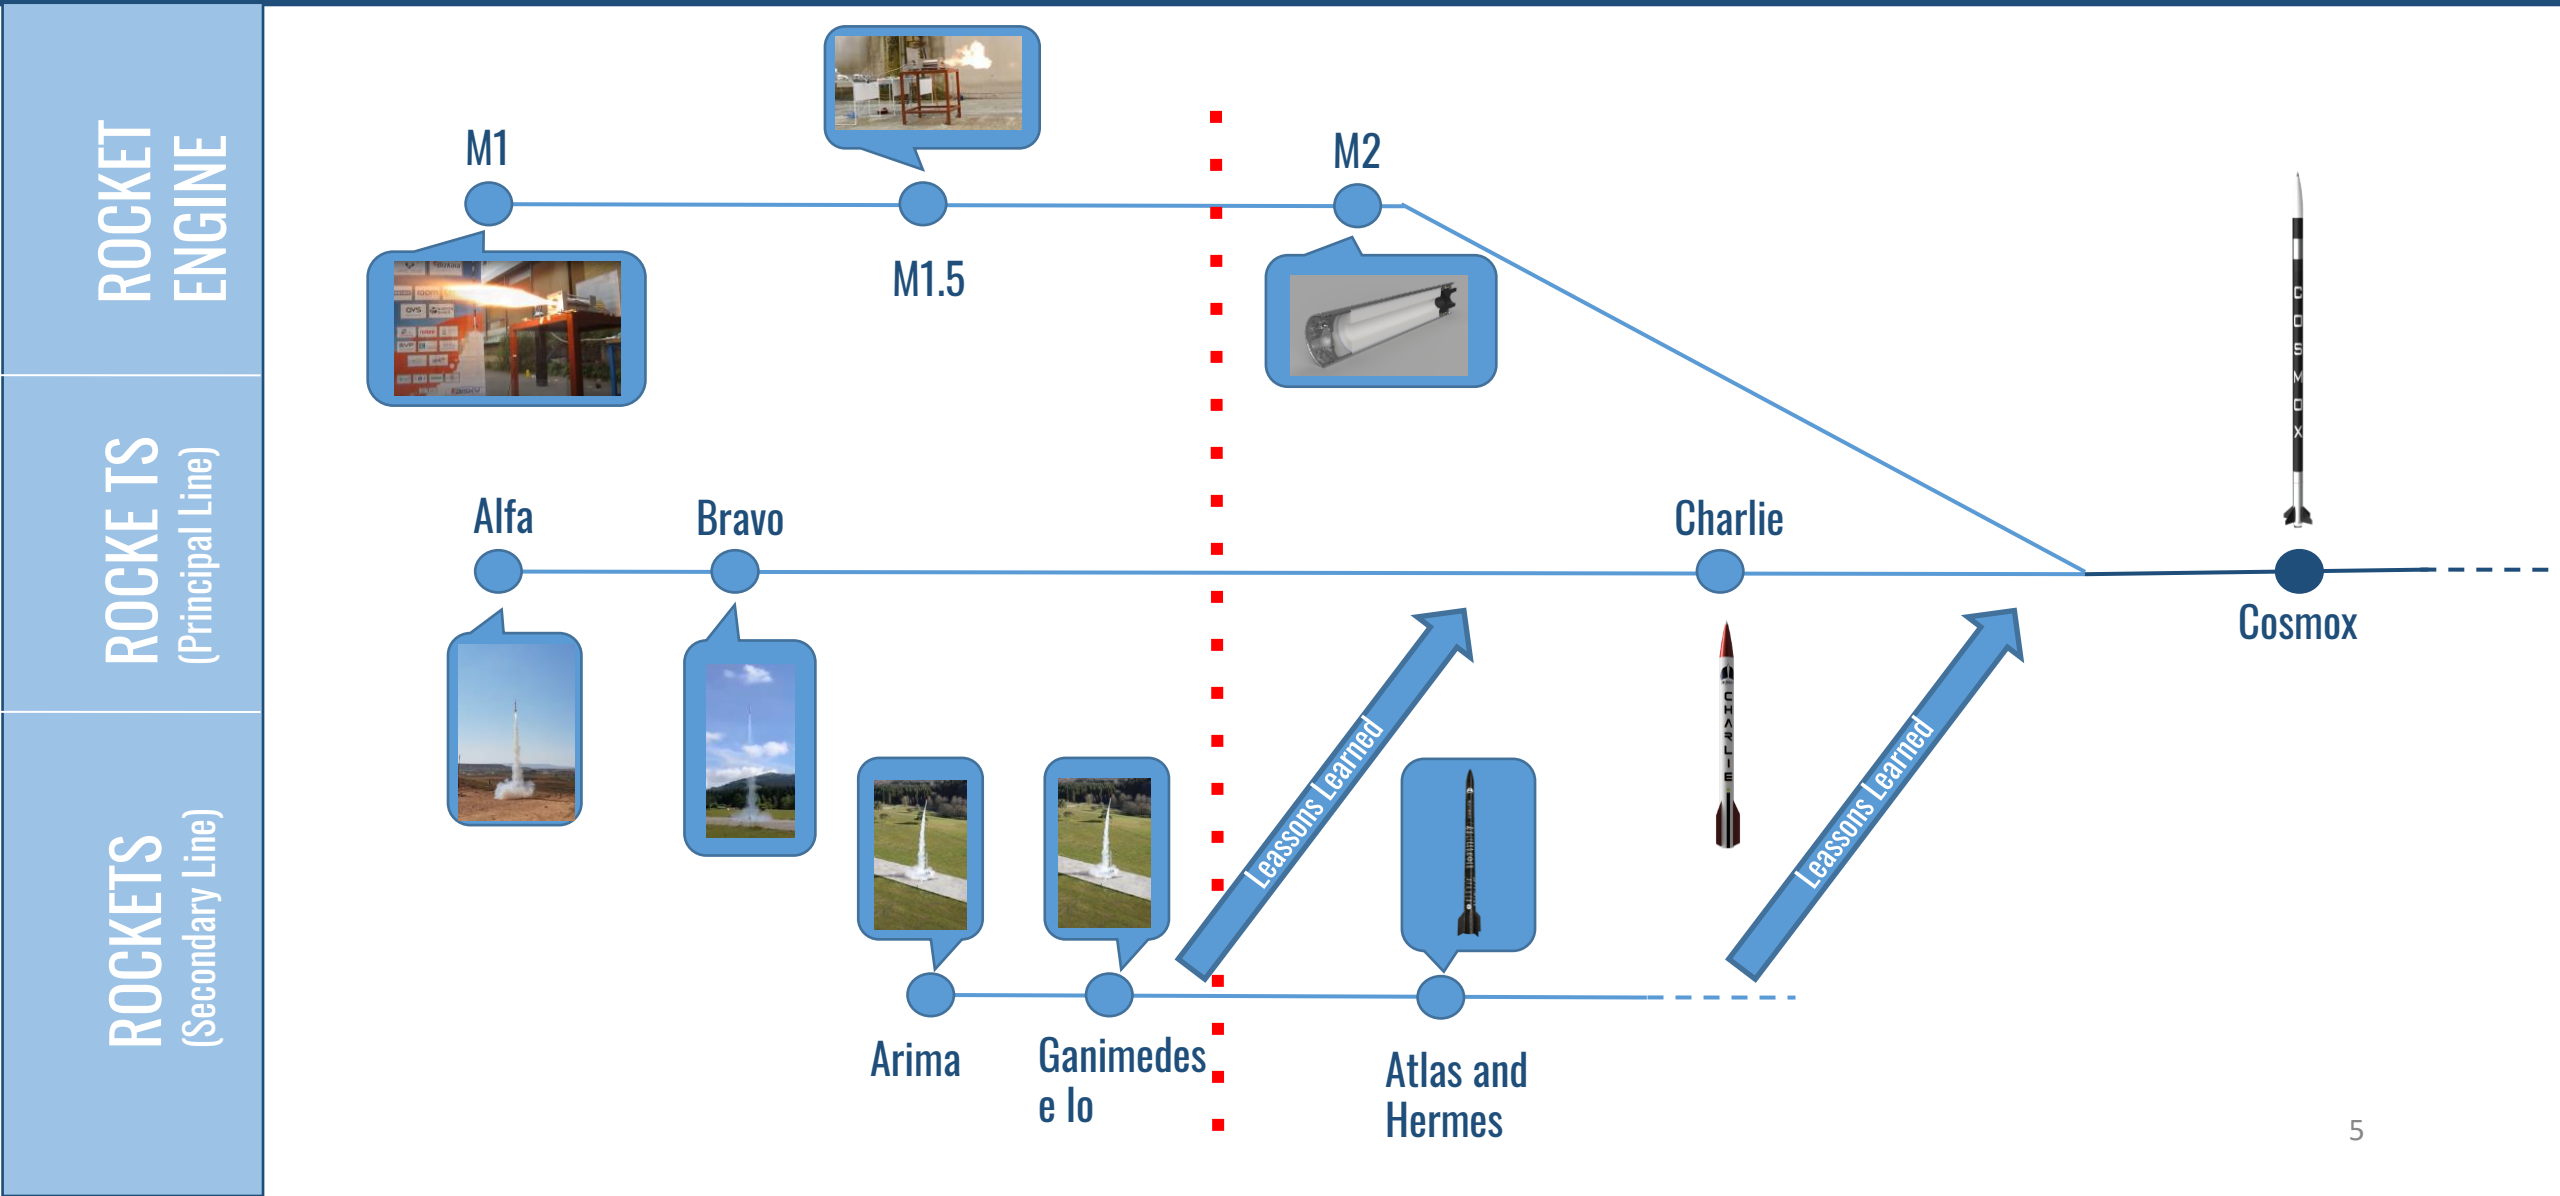 ROCKET
ENGINE
M1
M1.5
M2
C O S M O X
ROCKE TS
(Principal Line)
Alfa
Bravo
Charlie
Cosmox
CHARLIE
Leassons Learned
Leassons Learned
ROCKETS
(Secondary Line)
Arima
Ganimedes
e Io
Atlas and
Hermes
5